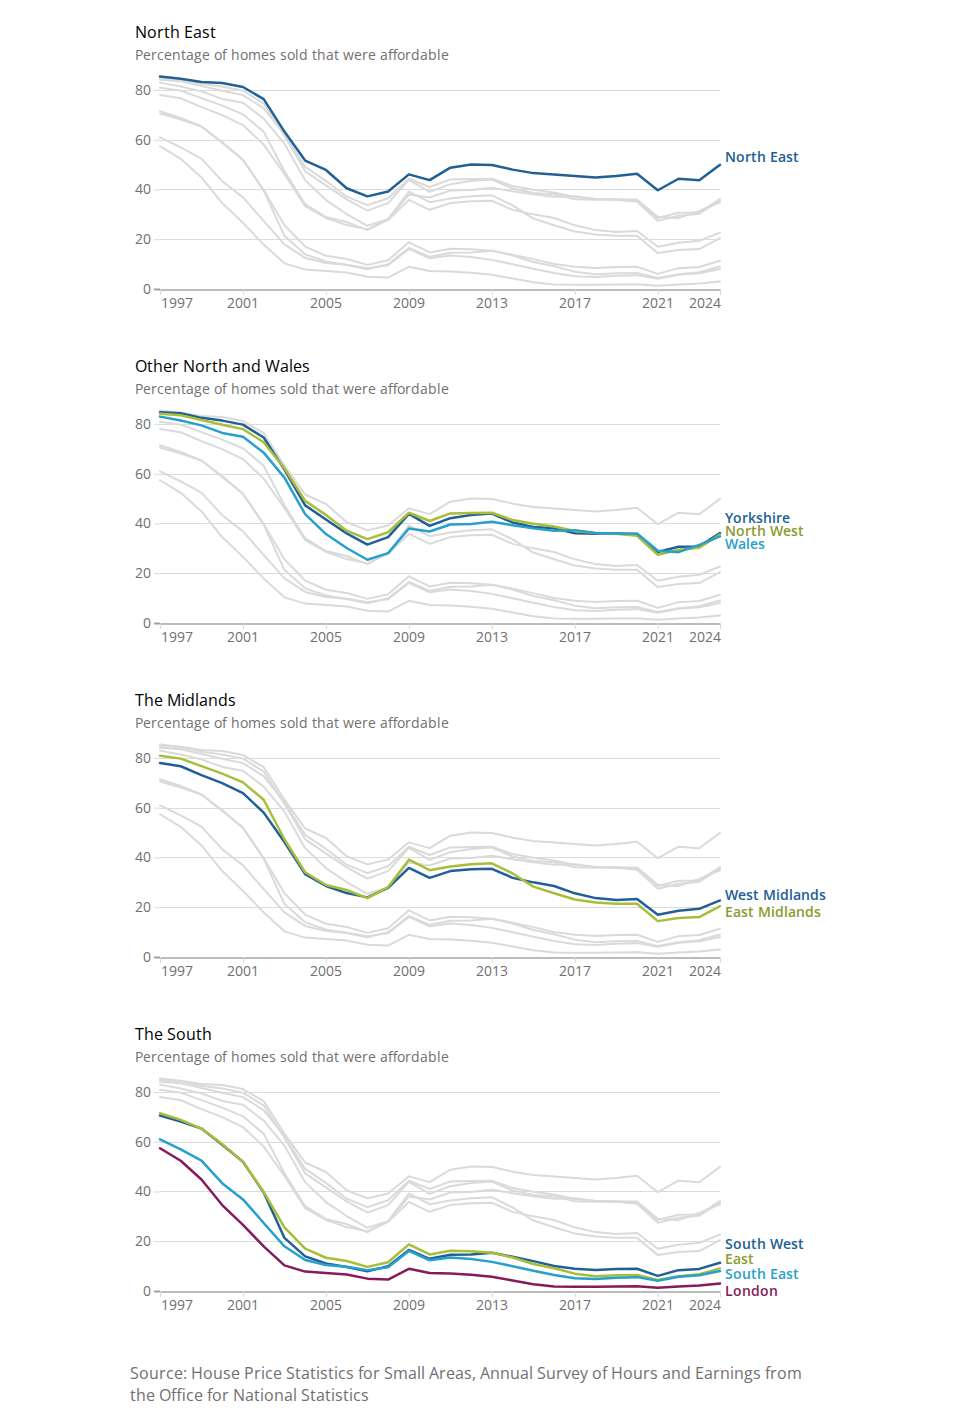 North East
Percentage of homes sold that were affordable
80
60
North East
40
20
0
1997 2001 2005 2009 2013 2017 2021 2024
Other North and Wales
Percentage of homes sold that were affordable
80
60
Yorkshire
40
North West
Wales
20
0
1997 2001 2005 2009 2013 2017 2021 2024
The Midlands
Percentage of homes sold that were affordable
80
60
40
West Midlands
20
East Midlands
0
1997 2001 2005 2009 2013 2017 2021 2024
The South
Percentage of homes sold that were affordable
80
60
40
20
South West
East
South East
0
London
1997 2001 2005 2009 2013 2017 2021 2024
Source: House Price Statistics for Small Areas, Annual Survey of Hours and Earnings from
the Office for National Statistics